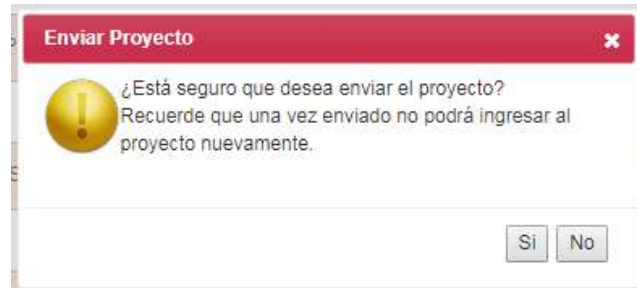 Enviar Proyecto
¿Está seguro que desea enviar el proyecto?
Recuerde que una vez enviado no podrá ingresar al
proyecto nuevamente.
Si No